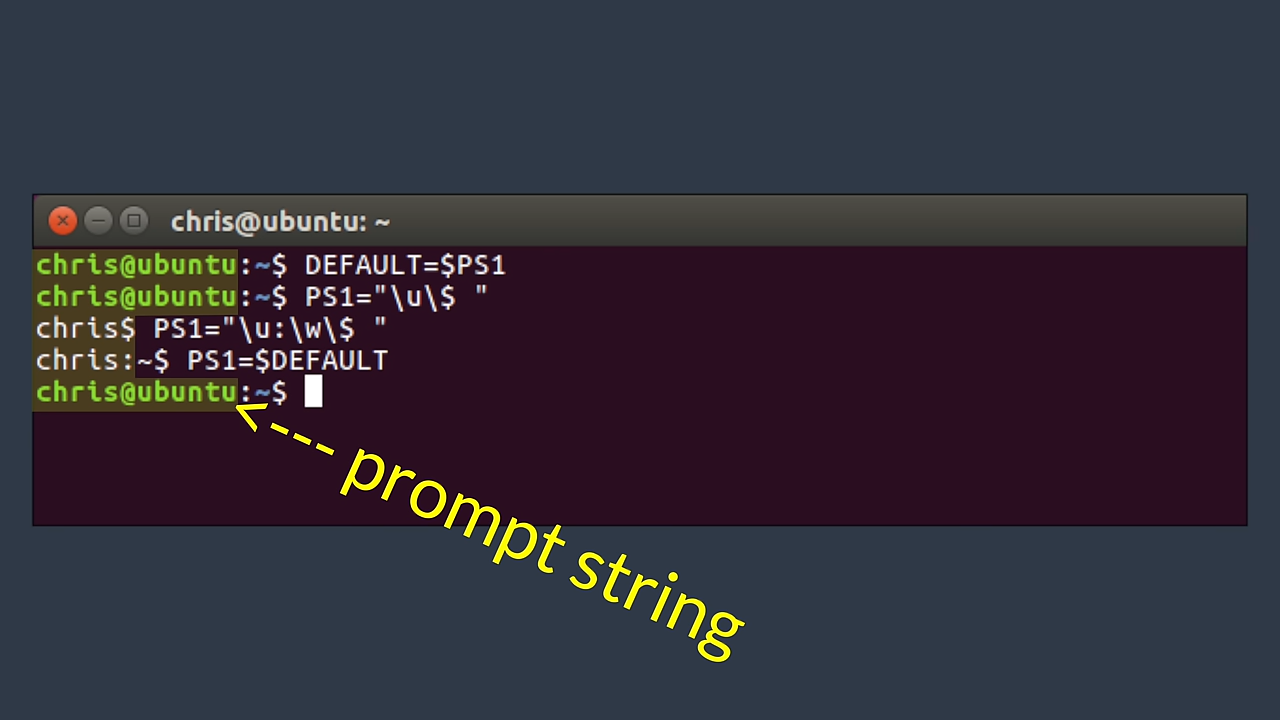 chris@ubuntu: ~
chris@ubuntu:~$ DEFAULT=$PS1
chris@ubuntu:~$ PS1="\u\$ "
chris$ PS1="\u:\w\$ "
chris:~$ PS1=$DEFAULT
chris@ubuntu:~$
<--- prompt string